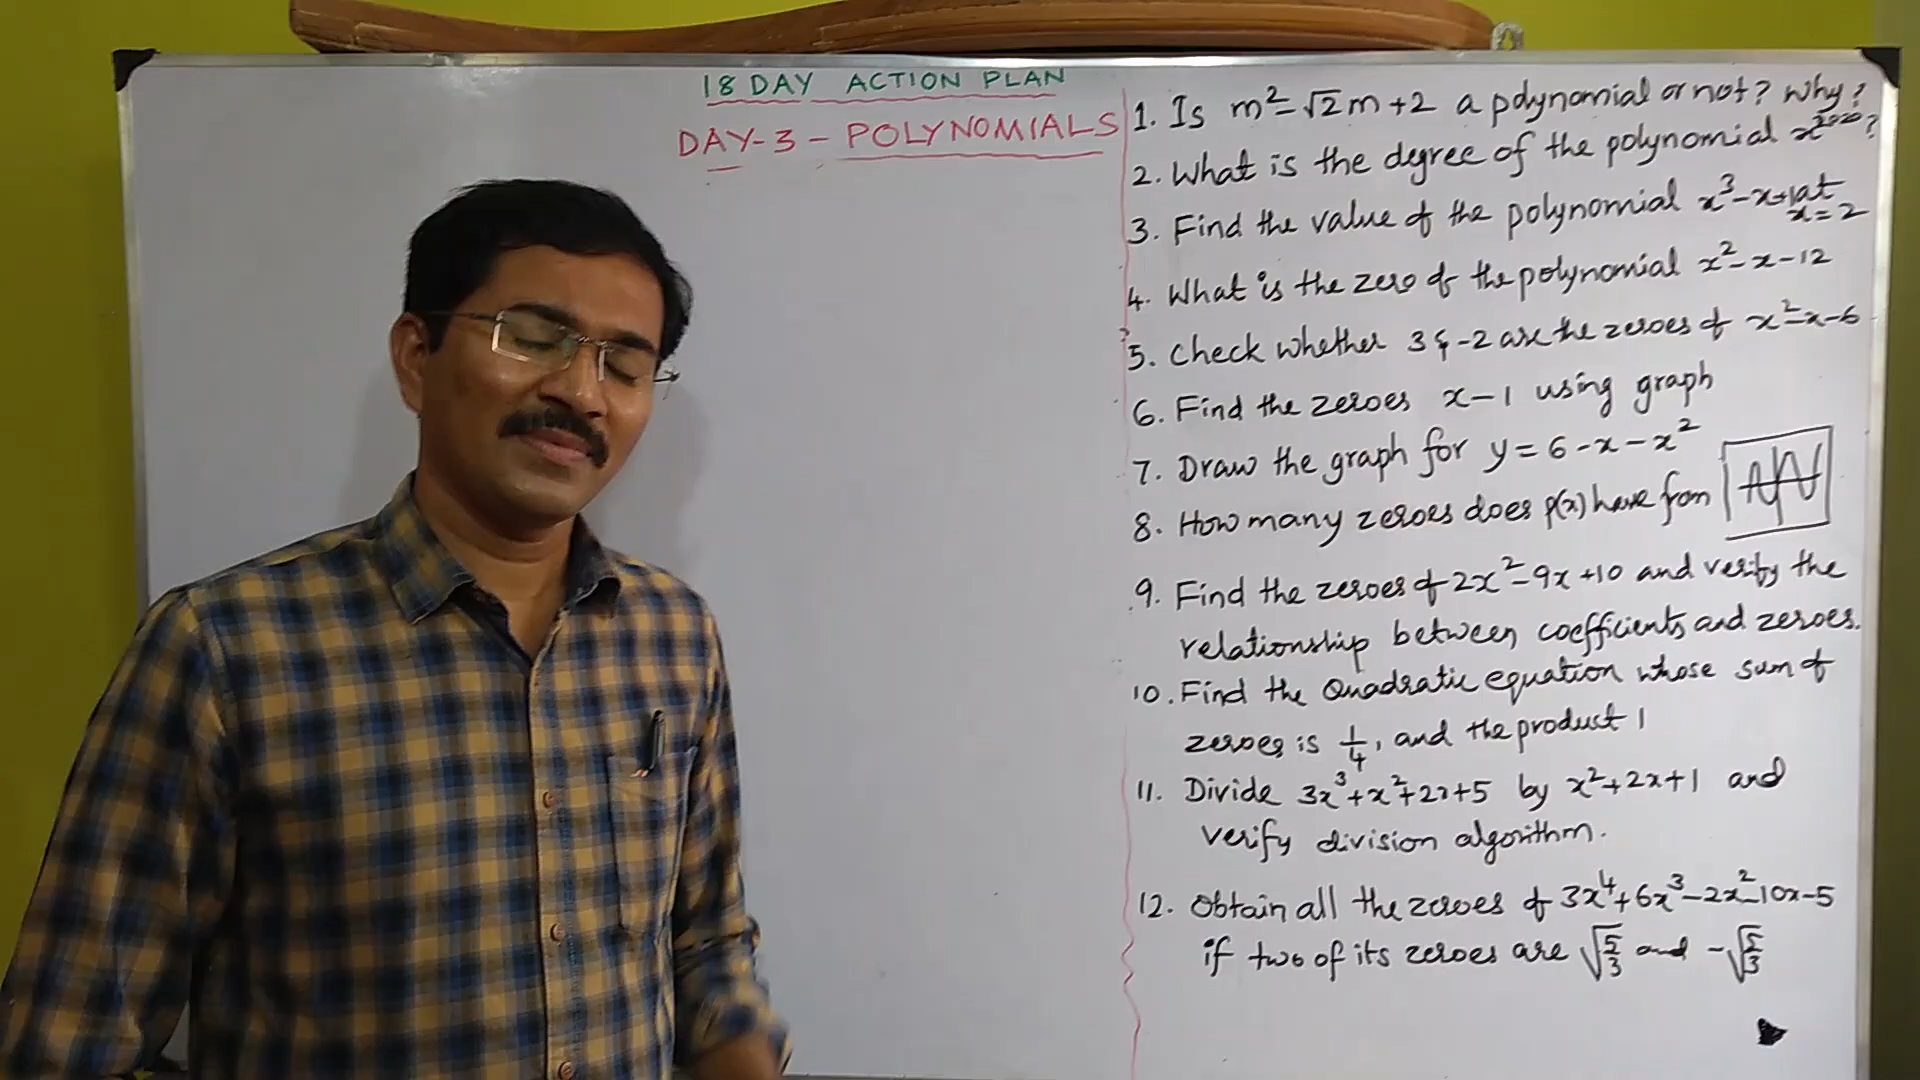 18 DAY ACTION PLAN
DAY-3 - POLYNOMIALS
1. Is m²-√2m+2 a polynomial or not? Why?
2. What is the degree of the polynomial x²⁰²⁰?
3. Find the value of the polynomial x³-x+1 at x=2
4. What is the zero of the polynomial x²-x-12
5. Check whether 3 & -2 are the zeroes of x²-x-6
6. Find the zeroes x-1 using graph
7. Draw the graph for y=6-x-x²
8. How many zeroes does p(x) have from
9. Find the zeroes of 2x²-9x+10 and verify the
relationship between coefficients and zeroes.
10. Find the Quadratic equation whose sum of
zeroes is 1/4, and the product 1
11. Divide 3x³+x²+2x+5 by x²+2x+1 and
verify division algorithm.
12. Obtain all the zeroes of 3x⁴+6x³-2x²-10x-5
if two of its zeroes are √5/3 and -√5/3